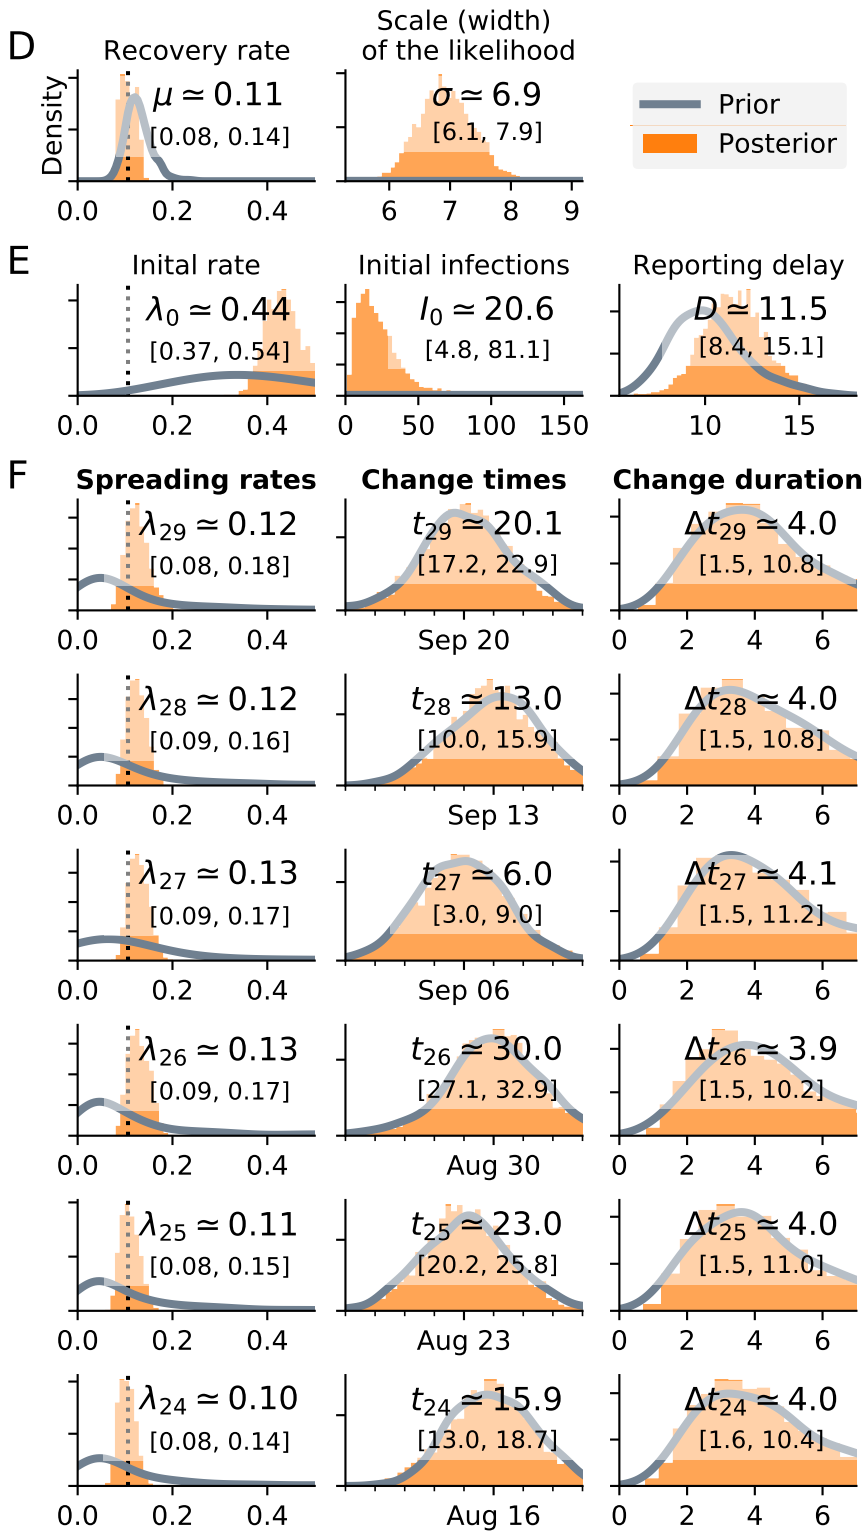 D
Recovery rate
Scale (width)
of the likelihood
Density
μ ≃ 0.11
[0.08, 0.14]
0.0 0.2 0.4
σ ≃ 6.9
[6.1, 7.9]
6 7 8 9
Prior
Posterior
E
Inital rate
λ0 ≃ 0.44
[0.37, 0.54]
0.0 0.2 0.4
Initial infections
I0 ≃ 20.6
[4.8, 81.1]
0 50 100 150
Reporting delay
D ≃ 11.5
[8.4, 15.1]
10 15
F
Spreading rates Change times Change duration
λ29 ≃ 0.12
[0.08, 0.18]
0.0 0.2 0.4
t29 ≃ 20.1
[17.2, 22.9]
Sep 20
Δt29 ≃ 4.0
[1.5, 10.8]
0 2 4 6
λ28 ≃ 0.12
[0.09, 0.16]
0.0 0.2 0.4
t28 ≃ 13.0
[10.0, 15.9]
Sep 13
Δt28 ≃ 4.0
[1.5, 10.8]
0 2 4 6
λ27 ≃ 0.13
[0.09, 0.17]
0.0 0.2 0.4
t27 ≃ 6.0
[3.0, 9.0]
Sep 06
Δt27 ≃ 4.1
[1.5, 11.2]
0 2 4 6
λ26 ≃ 0.13
[0.09, 0.17]
0.0 0.2 0.4
t26 ≃ 30.0
[27.1, 32.9]
Aug 30
Δt26 ≃ 3.9
[1.5, 10.2]
0 2 4 6
λ25 ≃ 0.11
[0.08, 0.15]
0.0 0.2 0.4
t25 ≃ 23.0
[20.2, 25.8]
Aug 23
Δt25 ≃ 4.0
[1.5, 11.0]
0 2 4 6
λ24 ≃ 0.10
[0.08, 0.14]
0.0 0.2 0.4
t24 ≃ 15.9
[13.0, 18.7]
Aug 16
Δt24 ≃ 4.0
[1.6, 10.4]
0 2 4 6